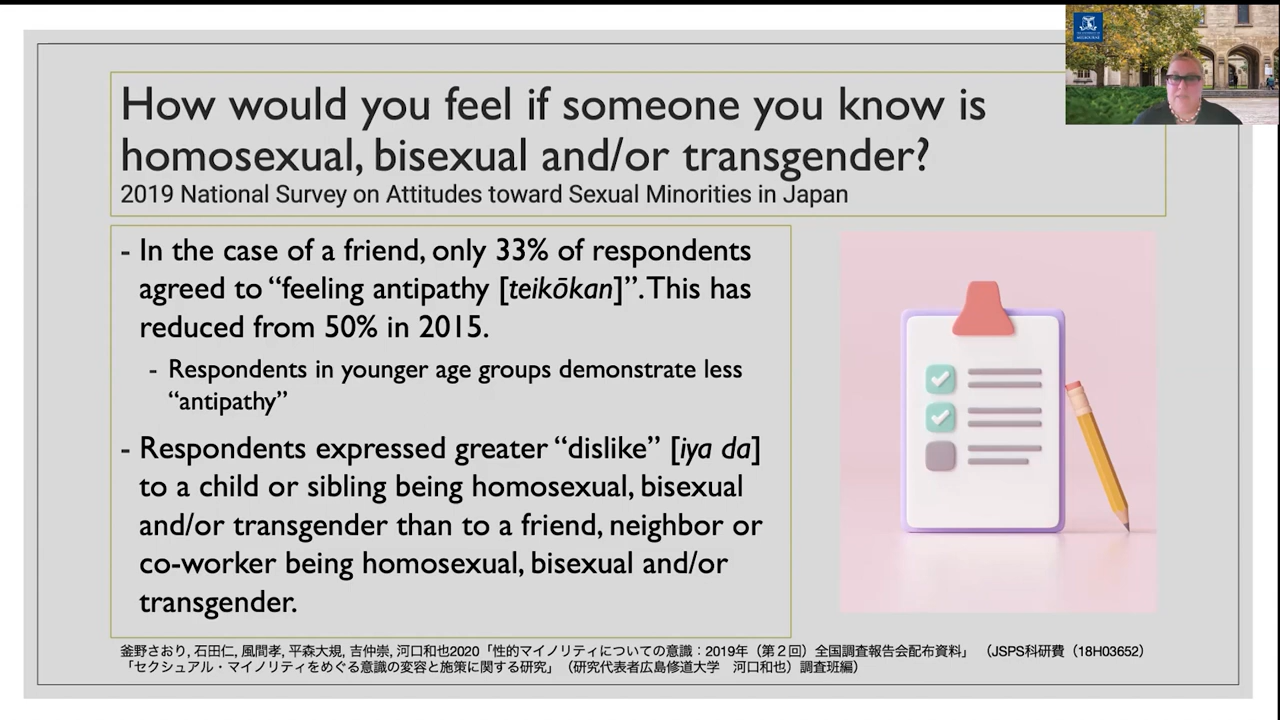 How would you feel if someone you know is
homosexual, bisexual and/or transgender?
2019 National Survey on Attitudes toward Sexual Minorities in Japan
- In the case of a friend, only 33% of respondents
agreed to “feeling antipathy [teikōkan]”. This has
reduced from 50% in 2015.
- Respondents in younger age groups demonstrate less
“antipathy”
- Respondents expressed greater “dislike” [iya da]
to a child or sibling being homosexual, bisexual
and/or transgender than to a friend, neighbor or
co-worker being homosexual, bisexual and/or
transgender.
釜野さおり, 石田仁, 風間孝, 平森大規, 吉仲崇, 河口和也2020「性的マイノリティについての意識：2019年（第２回）全国調査報告会配布資料」 （JSPS科研費（18H03652）
「セクシュアル・マイノリティをめぐる意識の変容と施策に関する研究」（研究代表者広島修道大学　河口和也）調査班編）